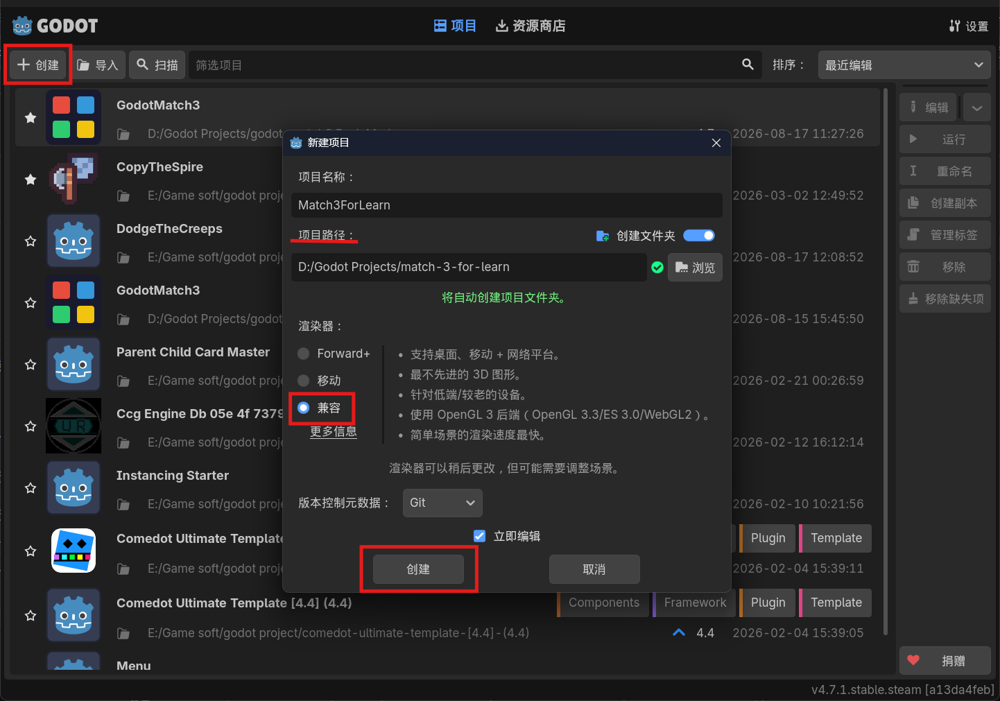 GODOT
项目
资源商店
设置
创建
导入
扫描
筛选项目
排序：
最近编辑
GodotMatch3
D:/Godot Projects/godot
2026-08-17 11:27:26
CopyTheSpire
E:/Game soft/godot proje
2026-03-02 12:49:52
DodgeTheCreeps
E:/Game soft/godot proje
2026-02-17 12:08:52
GodotMatch3
D:/Godot Projects/godot
2026-08-15 15:45:50
Parent Child Card Master
E:/Game soft/godot proje
2026-02-21 00:26:59
Ccg Engine Db 05e 4f 7379
E:/Game soft/godot proje
2026-02-12 16:12:14
Instancing Starter
E:/Game soft/godot proje
2026-02-10 10:21:56
Comedot Ultimate Template
Plugin
Template
E:/Game soft/godot proje
2026-02-04 15:39:11
Comedot Ultimate Template [4.4] (4.4)
Components
Framework
Plugin
Template
E:/Game soft/godot project/comedot-ultimate-template-[4.4]-(4.4)
4.4
2026-02-04 15:39:05
Menu
新建项目
项目名称：
Match3ForLearn
项目路径：
创建文件夹
D:/Godot Projects/match-3-for-learn
浏览
将自动创建项目文件夹。
渲染器：
Forward+
移动
兼容
更多信息
• 支持桌面、移动 + 网络平台。
• 最不先进的 3D 图形。
• 针对低端/较老的设备。
• 使用 OpenGL 3 后端（OpenGL 3.3/ES 3.0/WebGL2）。
• 简单场景的渲染速度最快。
渲染器可以稍后更改，但可能需要调整场景。
版本控制元数据：
Git
立即编辑
创建
取消
编辑
运行
重命名
创建副本
管理标签
移除
移除缺失项
捐赠
v4.7.1.stable.steam [a13da4feb]